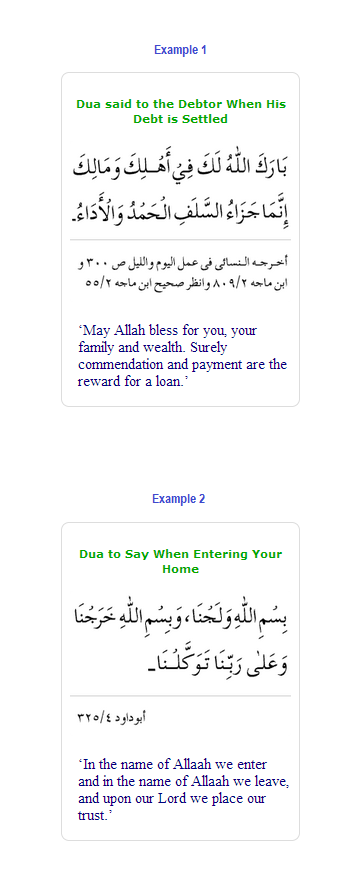 Example 1
Dua said to the Debtor When His
Debt is Settled
بَارَكَ اللّٰهُ لَكَ فِيْ أَهْلِكَ وَمَالِكَ
إِنَّمَا جَزَاءُ السَّلَفِ الْحَمْدُ وَالْأَدَاءُ۔
أخرجه النسائى فى عمل اليوم والليل ص ٣٠٠ و
ابن ماجه ٨٠٩/٢ وانظر صحيح ابن ماجه ٥٥/٢
‘May Allah bless for you, your
family and wealth. Surely
commendation and payment are the
reward for a loan.’
Example 2
Dua to Say When Entering Your
Home
بِسْمِ اللّٰهِ وَلَجْنَا، وَبِسْمِ اللّٰهِ خَرَجْنَا
وَعَلٰى رَبِّنَا تَوَكَّلْنَا۔
أبوداود ٣٢٥/٤
‘In the name of Allaah we enter
and in the name of Allaah we leave,
and upon our Lord we place our
trust.’